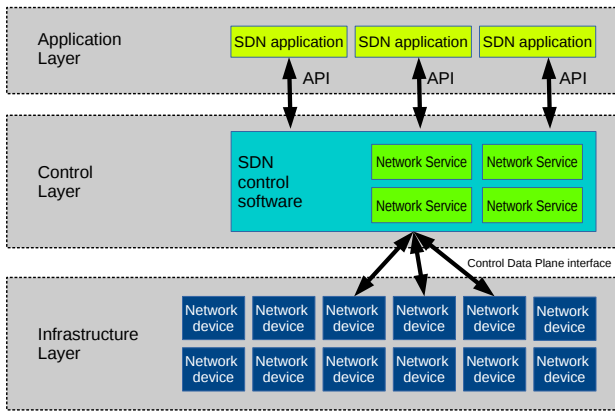 Application
Layer
SDN application
SDN application
SDN application
API
API
API
Control
Layer
SDN
control
software
Network Service
Network Service
Network Service
Network Service
Control Data Plane interface
Infrastructure
Layer
Network
device
Network
device
Network
device
Network
device
Network
device
Network
device
Network
device
Network
device
Network
device
Network
device
Network
device
Network
device